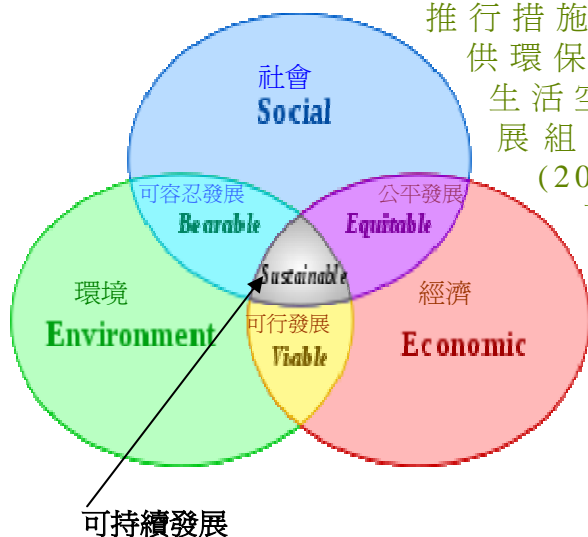 推行措施
供環保
生活空
展組
(20
社會
Social
可容忍發展
Bearable
公平發展
Equitable
Sustainable
環境
Environment
經濟
Economic
可行發展
Viable
可持續發展